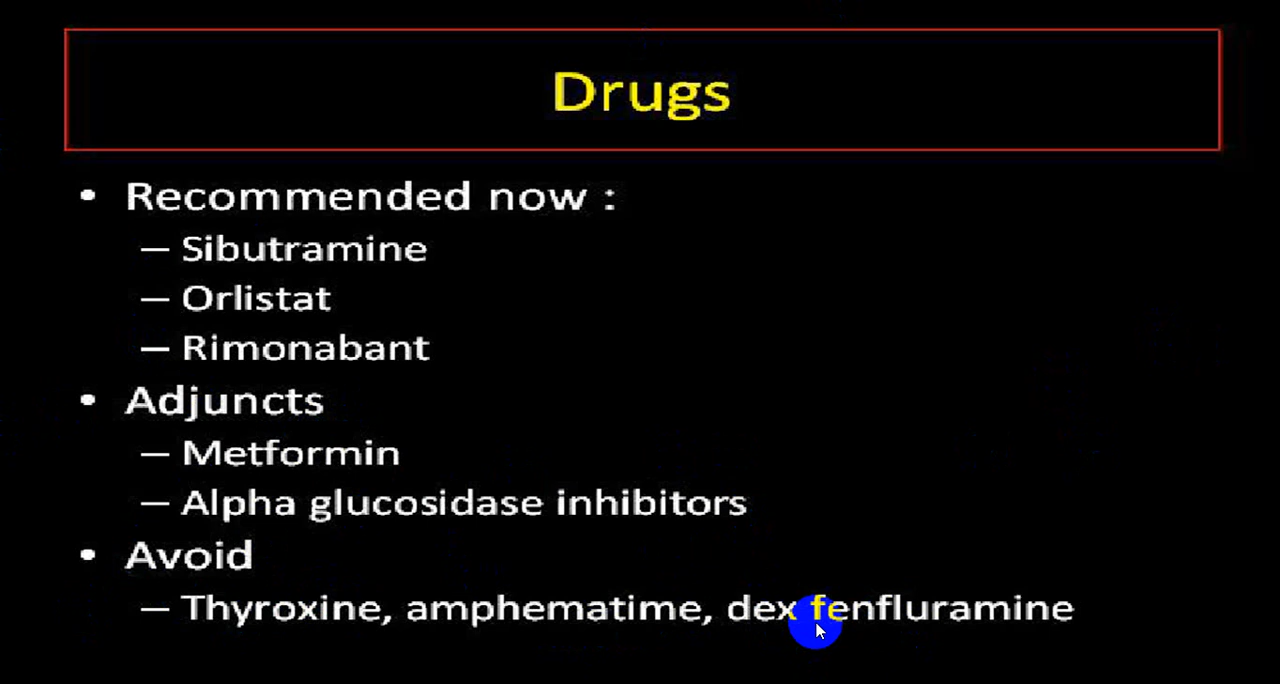 Drugs
• Recommended now :
– Sibutramine
– Orlistat
– Rimonabant
• Adjuncts
– Metformin
– Alpha glucosidase inhibitors
• Avoid
– Thyroxine, amphematime, dex fenfluramine